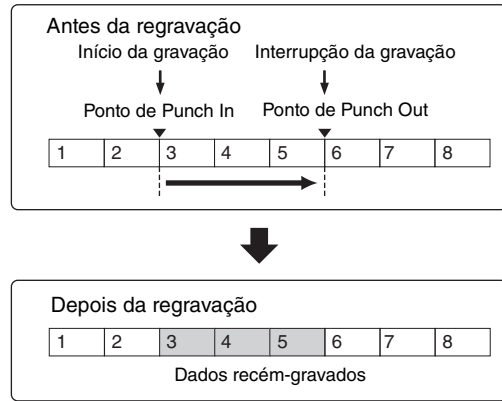 Antes da regravação
Início da gravação Interrupção da gravação
Ponto de Punch In Ponto de Punch Out
1 2 3 4 5 6 7 8
Depois da regravação
1 2 3 4 5 6 7 8
Dados recém-gravados